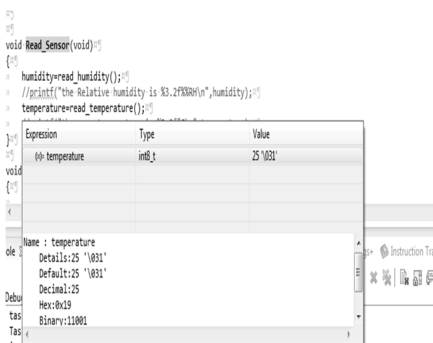 void Read_Sensor(void)
{
humidity=read_humidity();
//printf("the Relative humidity is %3.2f%%RH\n",humidity);
temperature=read_temperature();
}
Expression Type Value
(x)= temperature int8_t 25 '\031'
void
{
ole
Name : temperature
Details:25 '\031'
Default:25 '\031'
Decimal:25
Hex:0x19
Binary:11001
gs+ Instruction Tra
Debu
tas
Tas